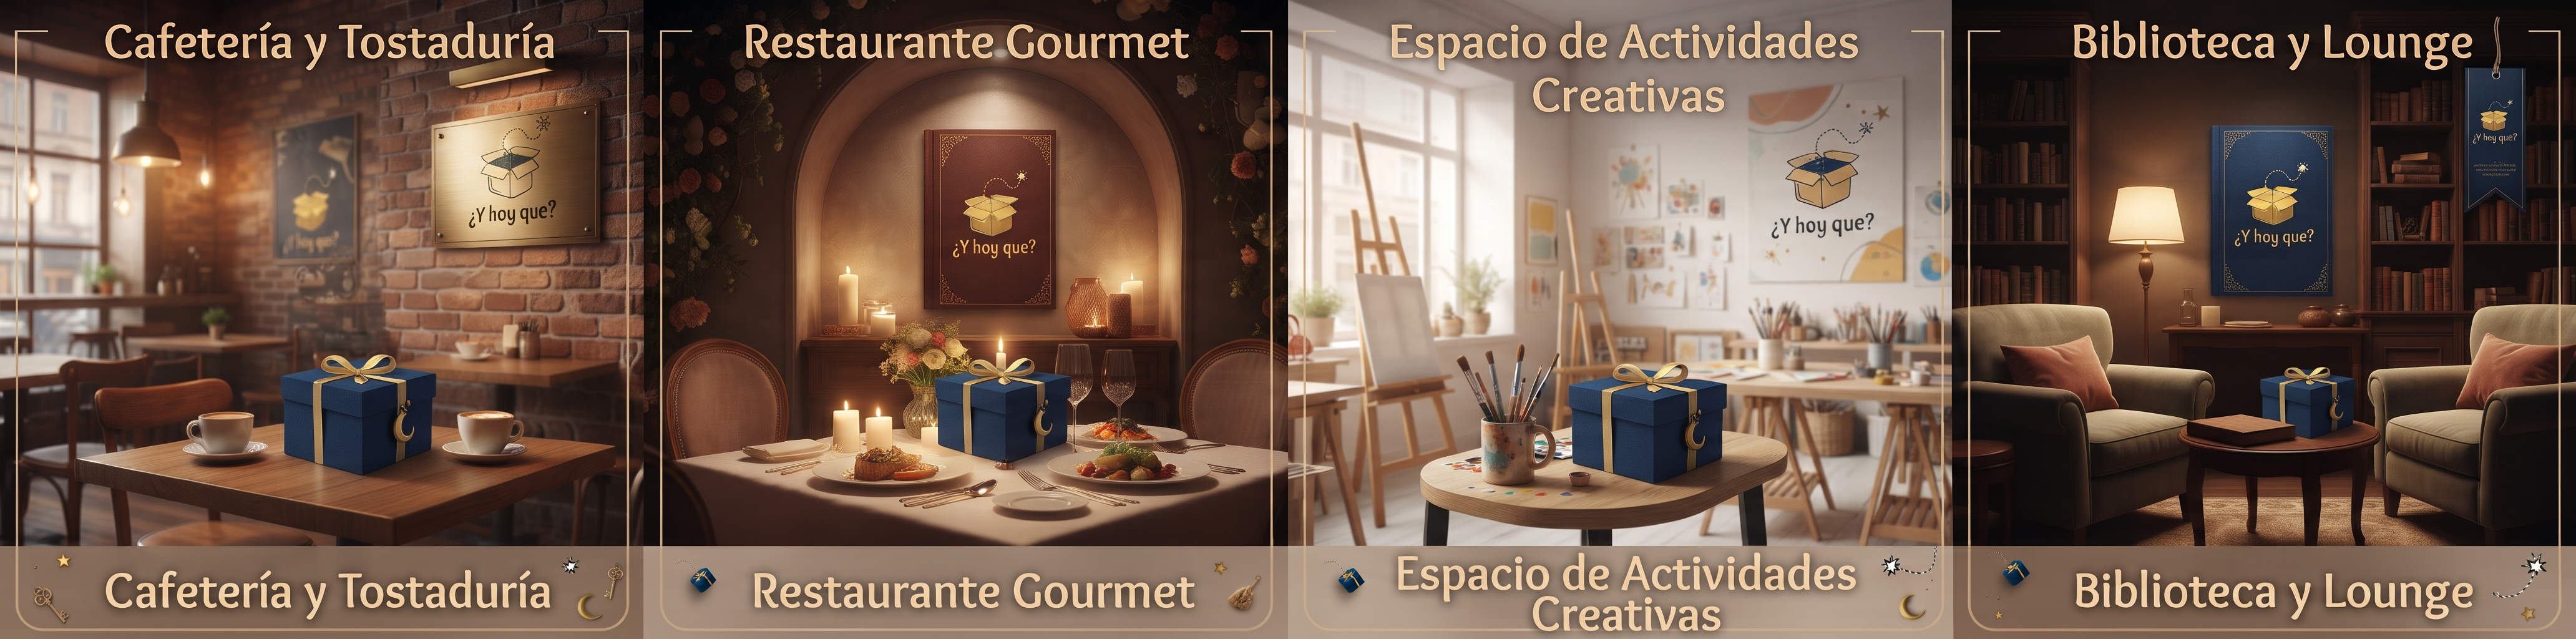 Cafetería y Tostaduría
¿Y hoy que?
¿Y hoy que?
Cafetería y Tostaduría
Restaurante Gourmet
¿Y hoy que?
Restaurante Gourmet
Espacio de Actividades
Creativas
¿Y hoy que?
Espacio de Actividades
Creativas
Biblioteca y Lounge
¿Y hoy que?
¿Y hoy que?
Biblioteca y Lounge